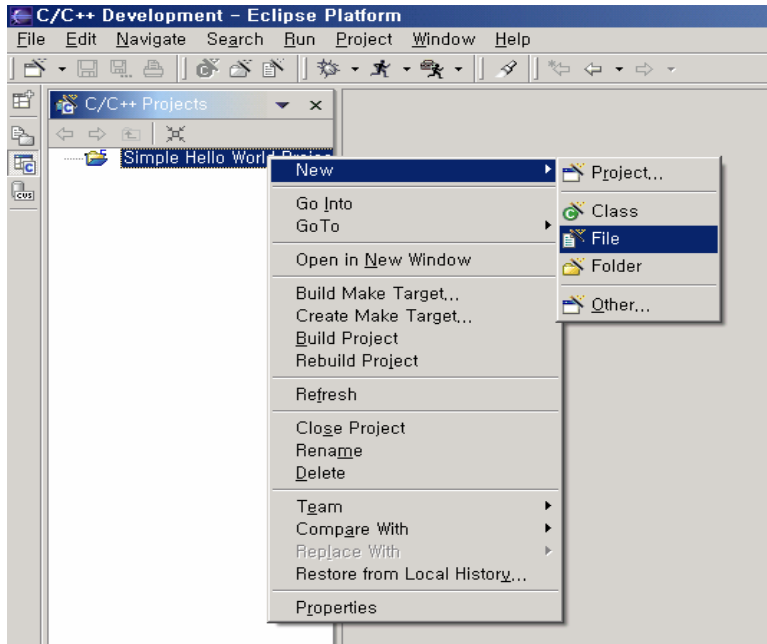 C/C++ Development - Eclipse Platform
File Edit Navigate Search Run Project Window Help
C/C++ Projects
Simple Hello World
New
Go Into
GoTo
Open in New Window
Build Make Target...
Create Make Target...
Build Project
Rebuild Project
Refresh
Close Project
Rename
Delete
Team
Compare With
Replace With
Restore from Local History...
Properties
Project...
Class
File
Folder
Other...
CVS